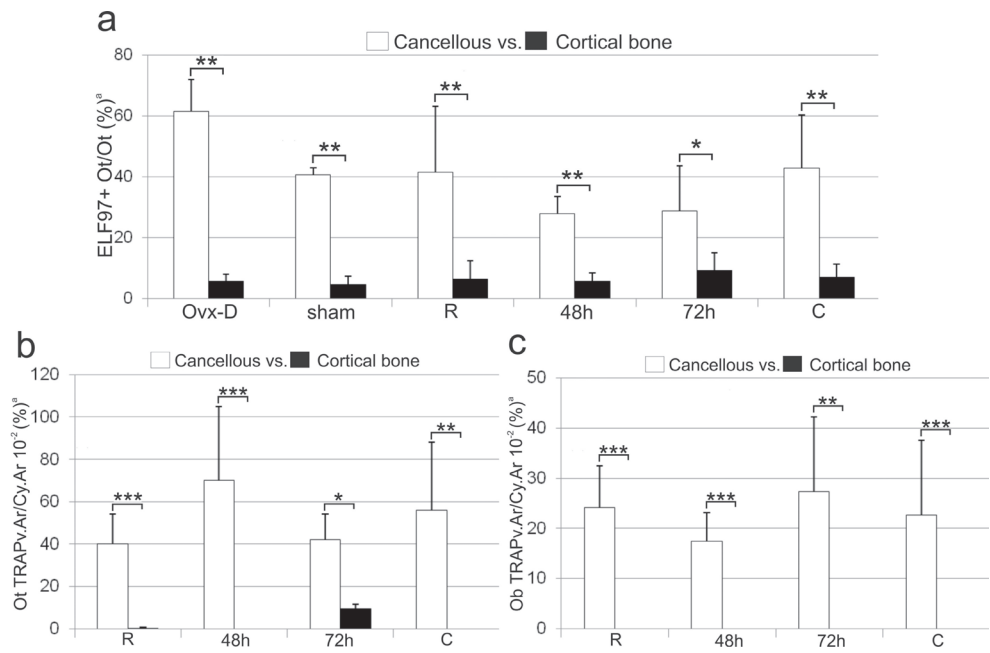 a
Cancellous vs. Cortical bone
ELF97+ Ot/Ot (%)ᵃ
80
60
40
20
0
** ** ** ** * **
Ovx-D sham R 48h 72h C
b
Cancellous vs. Cortical bone
Ot TRAPv.Ar/Cy.Ar 10⁻² (%)ᵃ
120
100
80
60
40
20
0
*** *** * **
R 48h 72h C
c
Cancellous vs. Cortical bone
Ob TRAPv.Ar/Cy.Ar 10⁻² (%)ᵃ
50
40
30
20
10
0
*** *** ** ***
R 48h 72h C